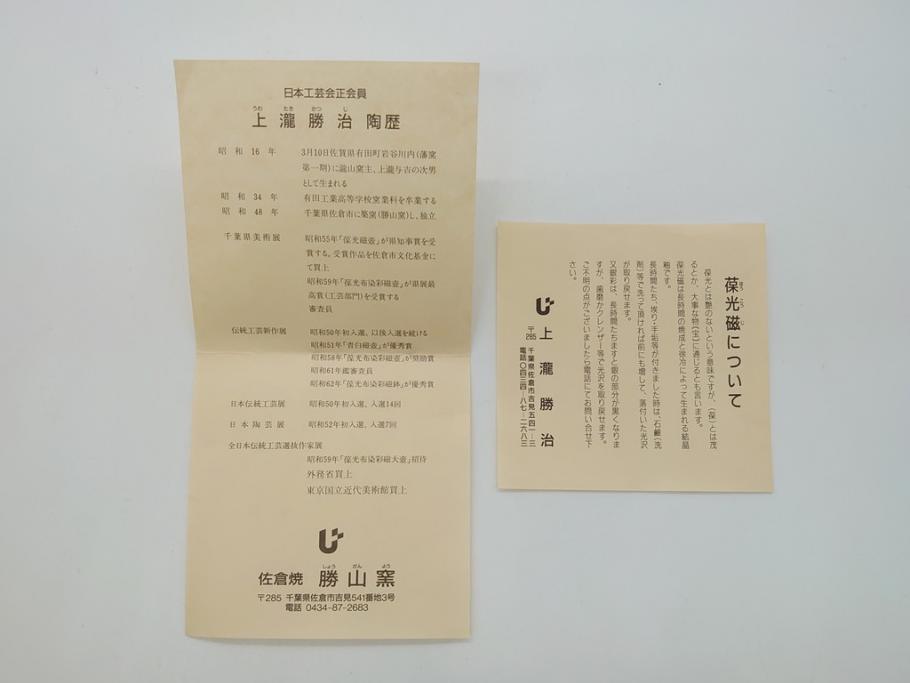 日本工芸会正会員
うわ たき かつ じ
上瀧勝治 陶歴
昭和16年 3月10日佐賀県有田町岩谷川内(藩窯
第一期)に瀧山窯主、上瀧与吉の次男
として生まれる
昭和34年 有田工業高等学校窯業科を卒業する
昭和48年 千葉県佐倉市に築窯(勝山窯)し、独立
千葉県美術展 昭和55年「葆光磁壺」が県知事賞を受
賞する。受賞作品を佐倉市文化基金に
て買上
昭和59年「葆光布染彩磁壺」が県展最
高賞(工芸部門)を受賞する
審査員
伝統工芸新作展 昭和50年初入選、以後入選を続ける
昭和51年「青白磁壺」が優秀賞
昭和58年「葆光布染彩磁壺」が奨励賞
昭和61年鑑審査員
昭和62年「葆光布染彩磁鉢」が優秀賞
日本伝統工芸展 昭和50年初入選、入選14回
日本陶芸展 昭和52年初入選、入選7回
全日本伝統工芸選抜作家展
昭和59年「葆光布染彩磁大壺」招待
外務省買上
東京国立近代美術館買上
佐倉焼 勝山窯
しょう ざん よう
〒285 千葉県佐倉市吉見541番地3号
電話 0434-87-2683
葆光磁について
ほ こう じ
葆光とは艶のないという意味ですが、(葆)とは茂
るとか、大事な物(宝)に通じるとも言います。
葆光磁は長時間の焼成と徐冷によって生まれる結晶
釉です。
長時間たち、埃り・手垢等が付きました時は、石鹸(洗
剤)等で洗って頂ければ前にも増して、落付いた光沢
が取り戻せます。
又銀彩は、長時間たちますと銀の部分が黒くなりま
すが、歯磨かクレンザー等で光沢を取り戻せます。
ご不明の点がございましたら電話にてお問い合せ下
さい。
上瀧勝治
〒285 千葉県佐倉市吉見五四一-三
電話〇四三四-八七-二六八三